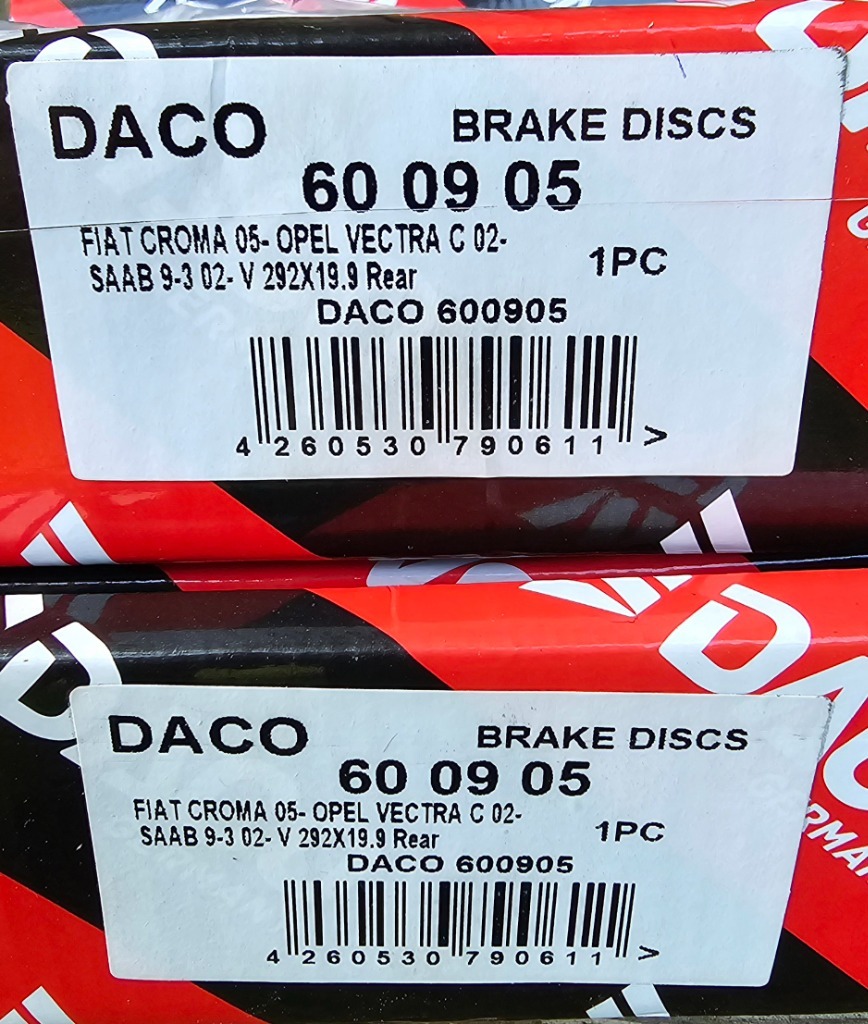 DACO
BRAKE DISCS
60 09 05
FIAT CROMA 05- OPEL VECTRA C 02-
SAAB 9-3 02- V 292X19.9 Rear
1PC
DACO 600905
4 260530 790611 >
DACO
BRAKE DISCS
60 09 05
FIAT CROMA 05- OPEL VECTRA C 02-
SAAB 9-3 02- V 292X19.9 Rear
1PC
DACO 600905
4 260530 790611 >